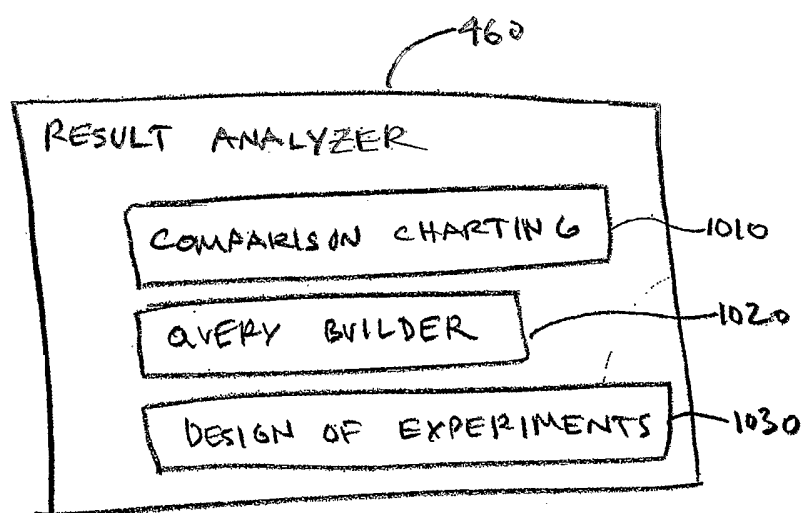 460
RESULT ANALYZER
COMPARISON CHARTING
1010
QUERY BUILDER
1020
DESIGN OF EXPERIMENTS
1030